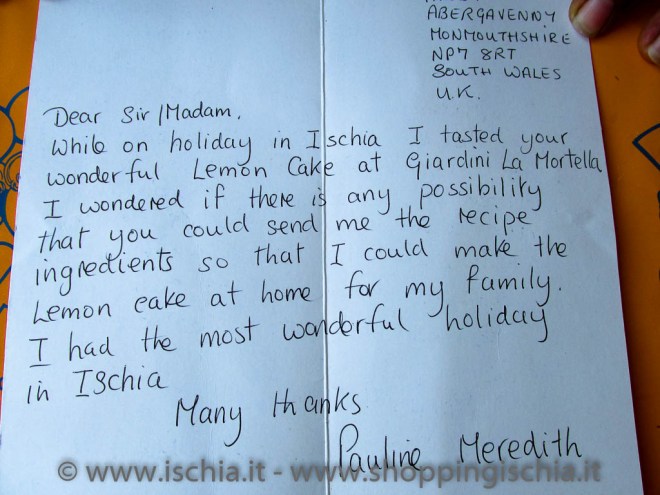 ABERGAVENNY
MONMOUTHSHIRE
NP7 8RT
SOUTH WALES
U.K.
Dear Sir /Madam.
While on holiday in Ischia I tasted your
wonderful Lemon Cake at Giardini La Mortella
I wondered if there is any possibility
that you could send me the recipe
ingredients so that I could make the
Lemon cake at home for my family.
I had the most wonderful holiday
in Ischia
Many thanks
Pauline Meredith
© www.ischia.it - www.shoppingischia.it